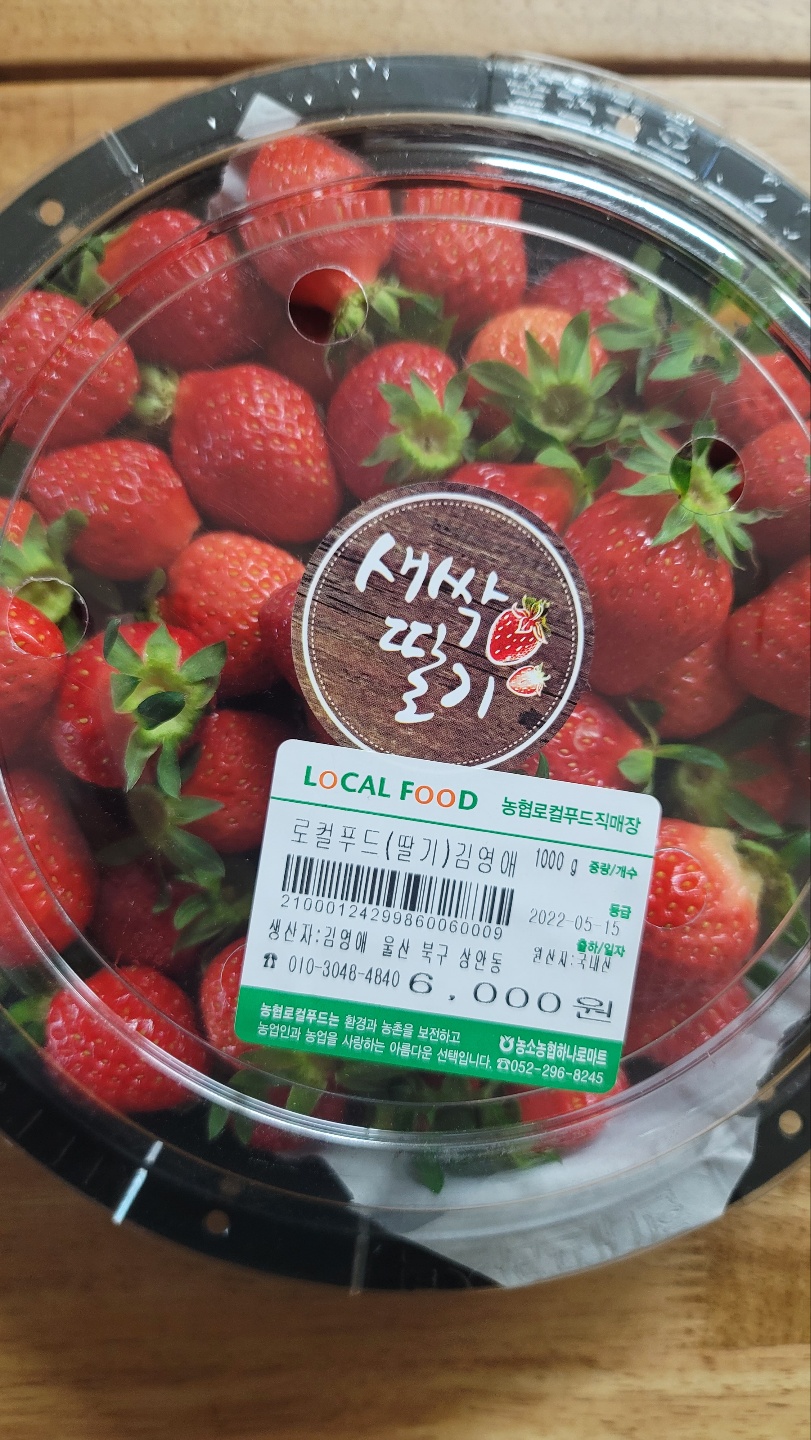 새싹
딸기
LOCAL FOOD 농협로컬푸드직매장
로컬푸드(딸기)김영애 1000 g 중량/개수
21000124299860060009
등급
2022-05-15
출하/일자
생산자:김영애 울산 북구 상안동 원산지:국내산
☎ 010-3048-4840 6,000원
농협로컬푸드는 환경과 농촌을 보전하고
농업인과 농업을 사랑하는 아름다운 선택입니다.
농소농협하나로마트
☎052-296-8245